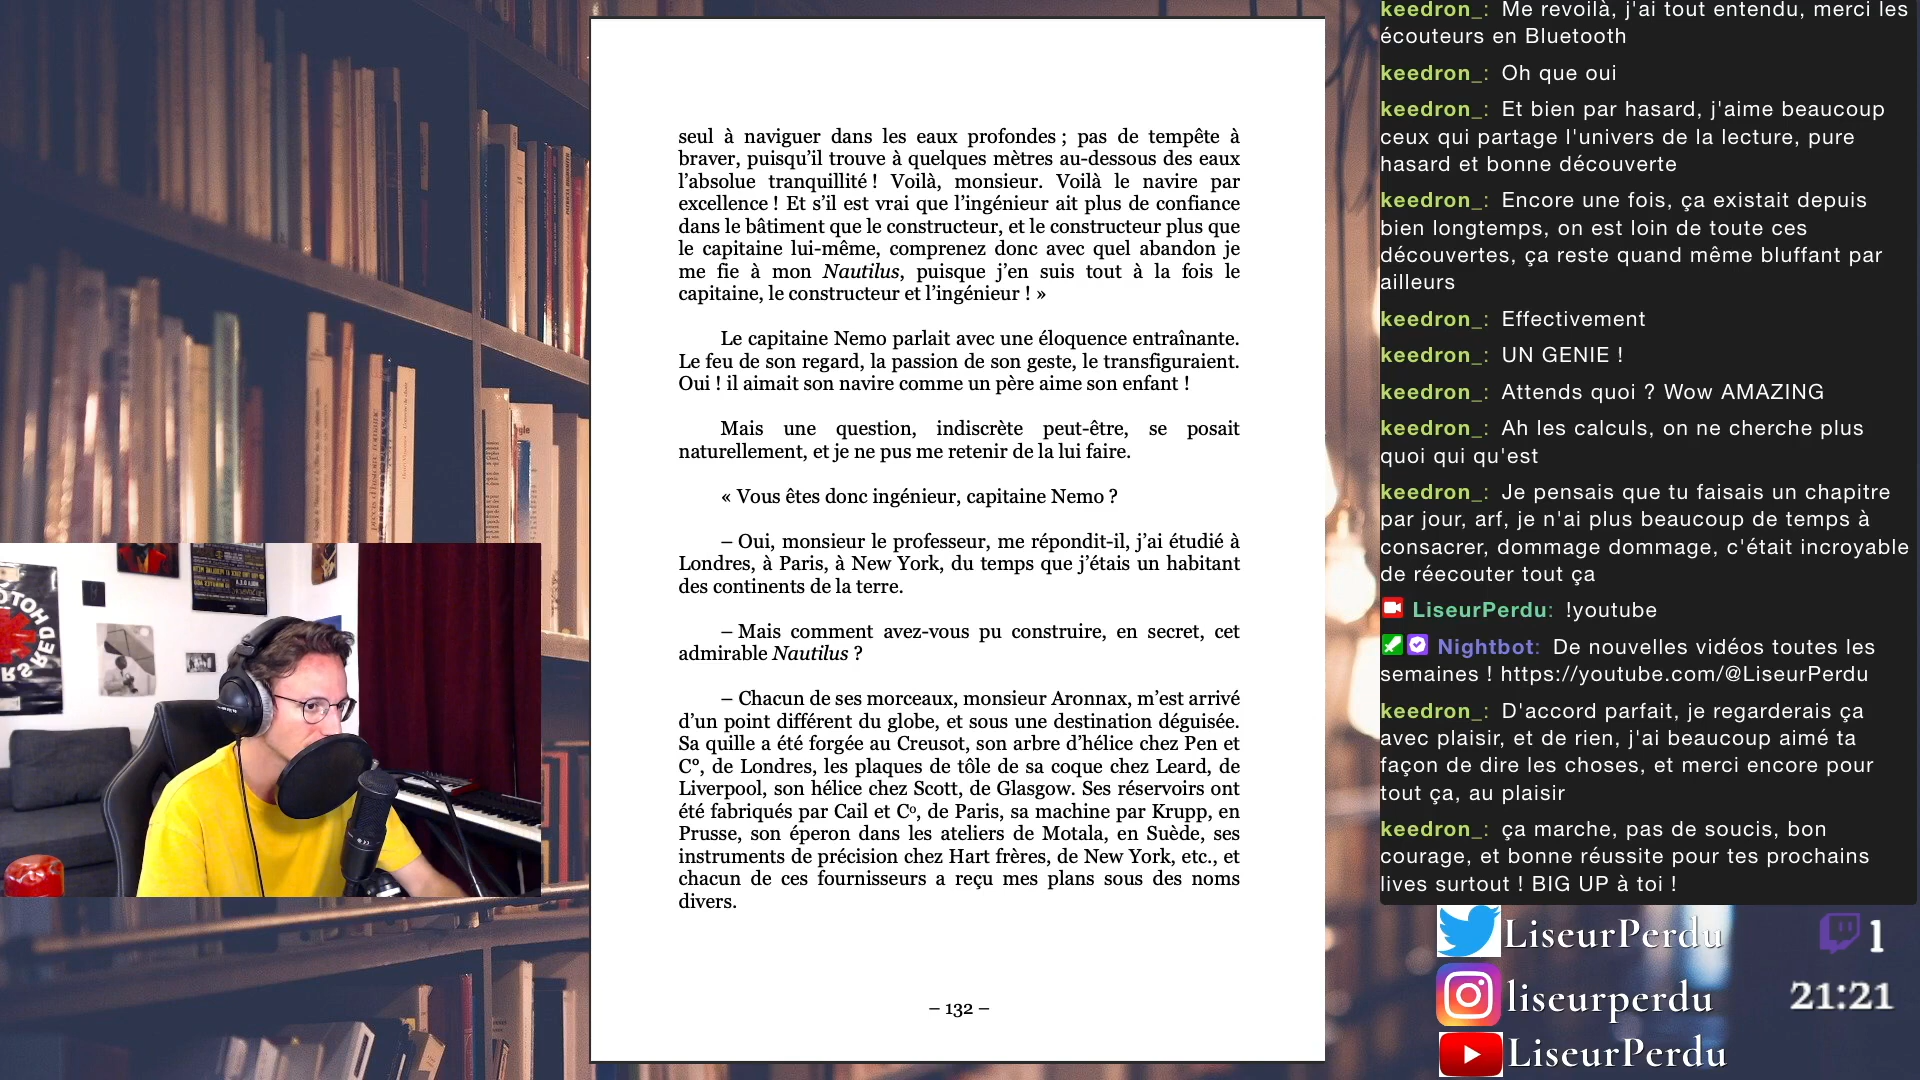 seul à naviguer dans les eaux profondes ; pas de tempête à
braver, puisqu’il trouve à quelques mètres au-dessous des eaux
l’absolue tranquillité ! Voilà, monsieur. Voilà le navire par
excellence ! Et s’il est vrai que l’ingénieur ait plus de confiance
dans le bâtiment que le constructeur, et le constructeur plus que
le capitaine lui-même, comprenez donc avec quel abandon je
me fie à mon Nautilus, puisque j’en suis tout à la fois le
capitaine, le constructeur et l’ingénieur ! »
Le capitaine Nemo parlait avec une éloquence entraînante.
Le feu de son regard, la passion de son geste, le transfiguraient.
Oui ! il aimait son navire comme un père aime son enfant !
Mais une question, indiscrète peut-être, se posait
naturellement, et je ne pus me retenir de la lui faire.
« Vous êtes donc ingénieur, capitaine Nemo ?
– Oui, monsieur le professeur, me répondit-il, j’ai étudié à
Londres, à Paris, à New York, du temps que j’étais un habitant
des continents de la terre.
– Mais comment avez-vous pu construire, en secret, cet
admirable Nautilus ?
– Chacun de ses morceaux, monsieur Aronnax, m’est arrivé
d’un point différent du globe, et sous une destination déguisée.
Sa quille a été forgée au Creusot, son arbre d’hélice chez Pen et
C°, de Londres, les plaques de tôle de sa coque chez Leard, de
Liverpool, son hélice chez Scott, de Glasgow. Ses réservoirs ont
été fabriqués par Cail et Cº, de Paris, sa machine par Krupp, en
Prusse, son éperon dans les ateliers de Motala, en Suède, ses
instruments de précision chez Hart frères, de New York, etc., et
chacun de ces fournisseurs a reçu mes plans sous des noms
divers.
– 132 –
keedron_: Me revoilà, j'ai tout entendu, merci les
écouteurs en Bluetooth
keedron_: Oh que oui
keedron_: Et bien par hasard, j'aime beaucoup
ceux qui partage l'univers de la lecture, pure
hasard et bonne découverte
keedron_: Encore une fois, ça existait depuis
bien longtemps, on est loin de toute ces
découvertes, ça reste quand même bluffant par
ailleurs
keedron_: Effectivement
keedron_: UN GENIE !
keedron_: Attends quoi ? Wow AMAZING
keedron_: Ah les calculs, on ne cherche plus
quoi qui qu'est
keedron_: Je pensais que tu faisais un chapitre
par jour, arf, je n'ai plus beaucoup de temps à
consacrer, dommage dommage, c'était incroyable
de réecouter tout ça
LiseurPerdu: !youtube
Nightbot: De nouvelles vidéos toutes les
semaines ! https://youtube.com/@LiseurPerdu
keedron_: D'accord parfait, je regarderais ça
avec plaisir, et de rien, j'ai beaucoup aimé ta
façon de dire les choses, et merci encore pour
tout ça, au plaisir
keedron_: ça marche, pas de soucis, bon
courage, et bonne réussite pour tes prochains
lives surtout ! BIG UP à toi !
LiseurPerdu
1
liseurperdu
21:21
LiseurPerdu